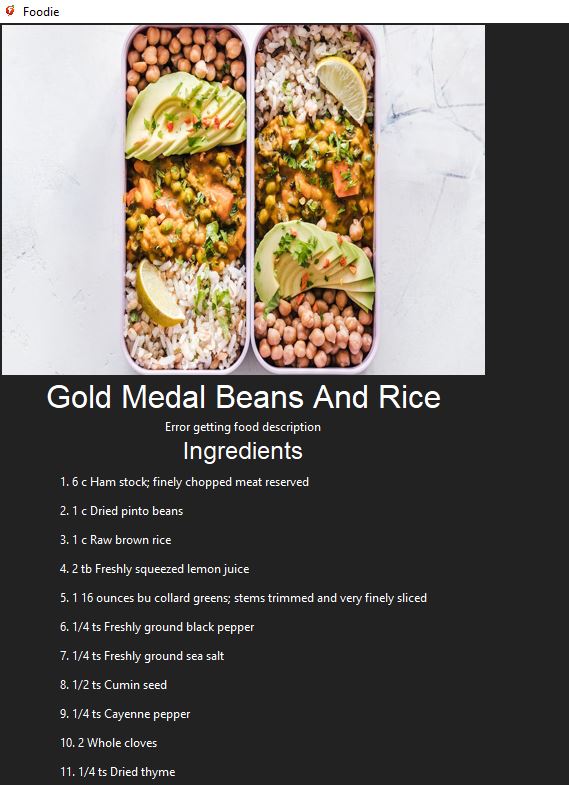 Foodie
Gold Medal Beans And Rice
Error getting food description
Ingredients
1. 6 c Ham stock; finely chopped meat reserved
2. 1 c Dried pinto beans
3. 1 c Raw brown rice
4. 2 tb Freshly squeezed lemon juice
5. 1 16 ounces bu collard greens; stems trimmed and very finely sliced
6. 1/4 ts Freshly ground black pepper
7. 1/4 ts Freshly ground sea salt
8. 1/2 ts Cumin seed
9. 1/4 ts Cayenne pepper
10. 2 Whole cloves
11. 1/4 ts Dried thyme